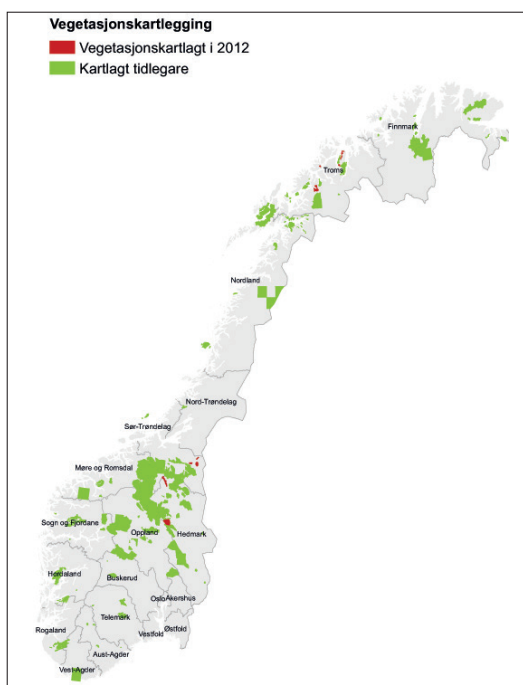 Vegetasjonskartlegging
Vegetasjonskartlagt i 2012
Kartlagt tidlegare
Finnmark
Troms
Nordland
Nord-Trøndelag
Sør-Trøndelag
Møre og Romsdal
Sogn og Fjordane
Oppland
Hedmark
Hordaland
Buskerud
Oslo Akershus
Telemark
Rogaland
Vestfold
Østfold
Aust-Agder
Vest-Agder